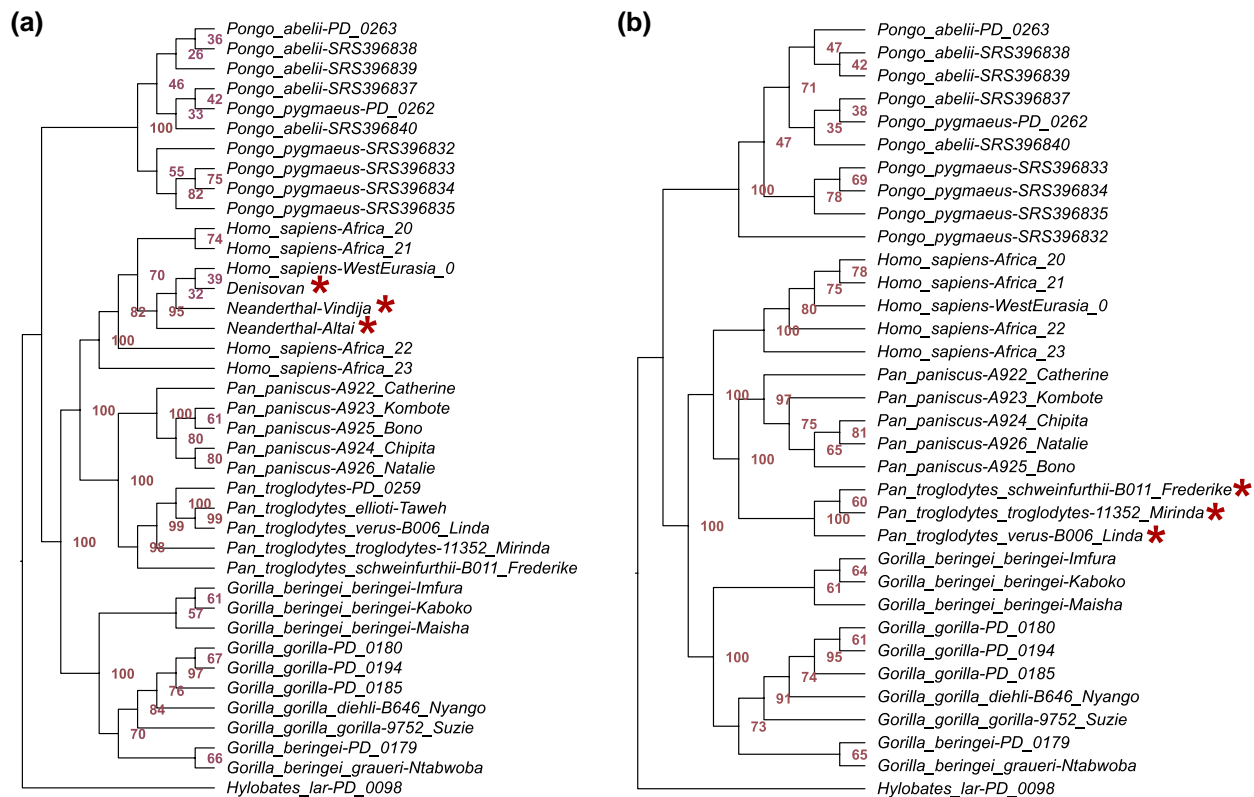 (a)
36
Pongo_abelii-PD_0263
26
Pongo_abelii-SRS396838
Pongo_abelii-SRS396839
46
Pongo_abelii-SRS396837
42
33
Pongo_pygmaeus-PD_0262
100
Pongo_abelii-SRS396840
Pongo_pygmaeus-SRS396832
55
Pongo_pygmaeus-SRS396833
75
82
Pongo_pygmaeus-SRS396834
Pongo_pygmaeus-SRS396835
Homo_sapiens-Africa_20
74
Homo_sapiens-Africa_21
70
Homo_sapiens-WestEurasia_0
39
32
Denisovan *
82
95
Neanderthal-Vindija *
Neanderthal-Altai *
100
Homo_sapiens-Africa_22
Homo_sapiens-Africa_23
Pan_paniscus-A922_Catherine
100
100
Pan_paniscus-A923_Kombote
61
Pan_paniscus-A925_Bono
80
Pan_paniscus-A924_Chipita
80
Pan_paniscus-A926_Natalie
100
Pan_troglodytes-PD_0259
100
Pan_troglodytes_ellioti-Taweh
99
99
Pan_troglodytes_verus-B006_Linda
100
98
Pan_troglodytes_troglodytes-11352_Mirinda
Pan_troglodytes_schweinfurthii-B011_Frederike
Gorilla_beringei_beringei-Imfura
61
57
Gorilla_beringei_beringei-Kaboko
Gorilla_beringei_beringei-Maisha
Gorilla_gorilla-PD_0180
67
100
97
Gorilla_gorilla-PD_0194
76
Gorilla_gorilla-PD_0185
84
Gorilla_gorilla_diehli-B646_Nyango
70
Gorilla_gorilla_gorilla-9752_Suzie
Gorilla_beringei-PD_0179
66
Gorilla_beringei_graueri-Ntabwoba
Hylobates_lar-PD_0098
(b)
Pongo_abelii-PD_0263
47
Pongo_abelii-SRS396838
42
Pongo_abelii-SRS396839
71
Pongo_abelii-SRS396837
38
35
Pongo_pygmaeus-PD_0262
47
Pongo_abelii-SRS396840
Pongo_pygmaeus-SRS396833
69
100
78
Pongo_pygmaeus-SRS396834
Pongo_pygmaeus-SRS396835
Pongo_pygmaeus-SRS396832
Homo_sapiens-Africa_20
78
75
Homo_sapiens-Africa_21
80
Homo_sapiens-WestEurasia_0
100
Homo_sapiens-Africa_22
Homo_sapiens-Africa_23
Pan_paniscus-A922_Catherine
100
97
Pan_paniscus-A923_Kombote
75
Pan_paniscus-A924_Chipita
81
65
Pan_paniscus-A926_Natalie
100
Pan_paniscus-A925_Bono
Pan_troglodytes_schweinfurthii-B011_Frederike *
60
100
Pan_troglodytes_troglodytes-11352_Mirinda *
100
Pan_troglodytes_verus-B006_Linda *
Gorilla_beringei_beringei-Imfura
64
61
Gorilla_beringei_beringei-Kaboko
Gorilla_beringei_beringei-Maisha
Gorilla_gorilla-PD_0180
61
100
95
Gorilla_gorilla-PD_0194
74
Gorilla_gorilla-PD_0185
91
Gorilla_gorilla_diehli-B646_Nyango
73
Gorilla_gorilla_gorilla-9752_Suzie
Gorilla_beringei-PD_0179
65
Gorilla_beringei_graueri-Ntabwoba
Hylobates_lar-PD_0098